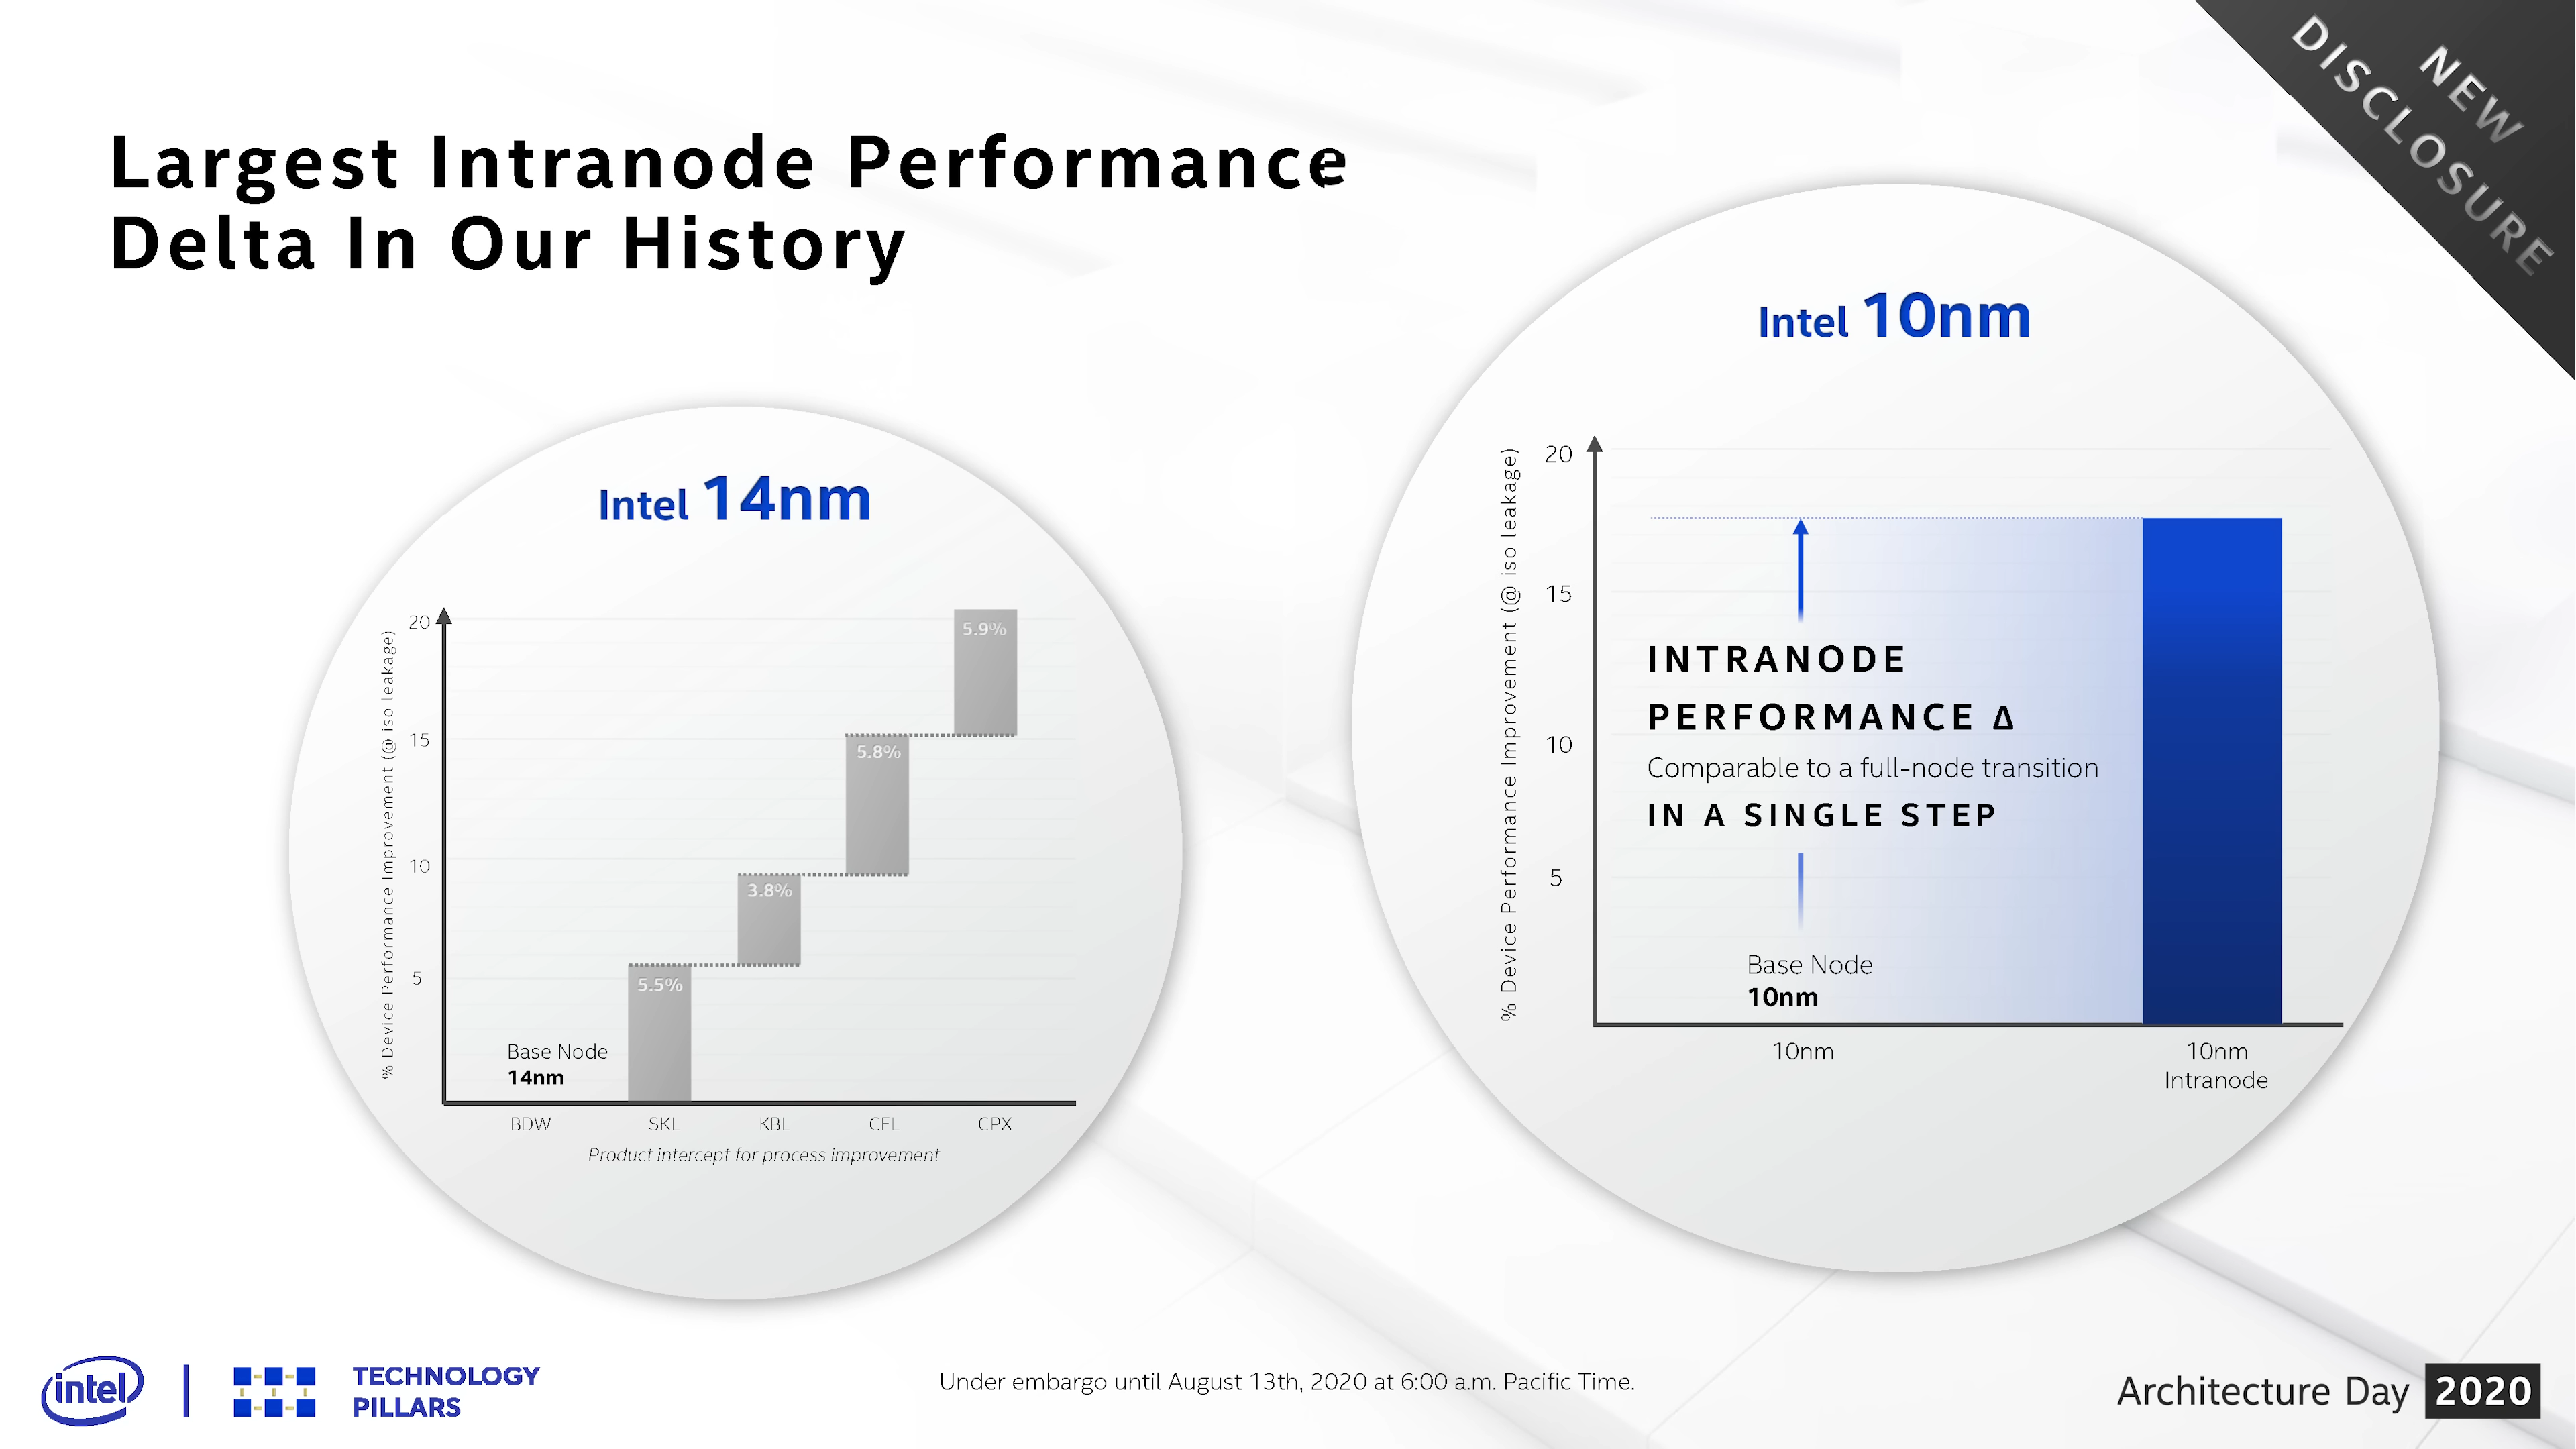 NEW
DISCLOSURE
Largest Intranode Performance
Delta In Our History
Intel 14nm
% Device Performance Improvement (@ iso leakage)
20
15
10
5
5.9%
5.8%
3.8%
5.5%
Base Node
14nm
BDW SKL KBL CFL CPX
Product intercept for process improvement
Intel 10nm
% Device Performance Improvement (@ iso leakage)
20
15
10
5
INTRANODE
PERFORMANCE Δ
Comparable to a full-node transition
IN A SINGLE STEP
Base Node
10nm
10nm
10nm
Intranode
intel
TECHNOLOGY
PILLARS
Under embargo until August 13th, 2020 at 6:00 a.m. Pacific Time.
Architecture Day 2020